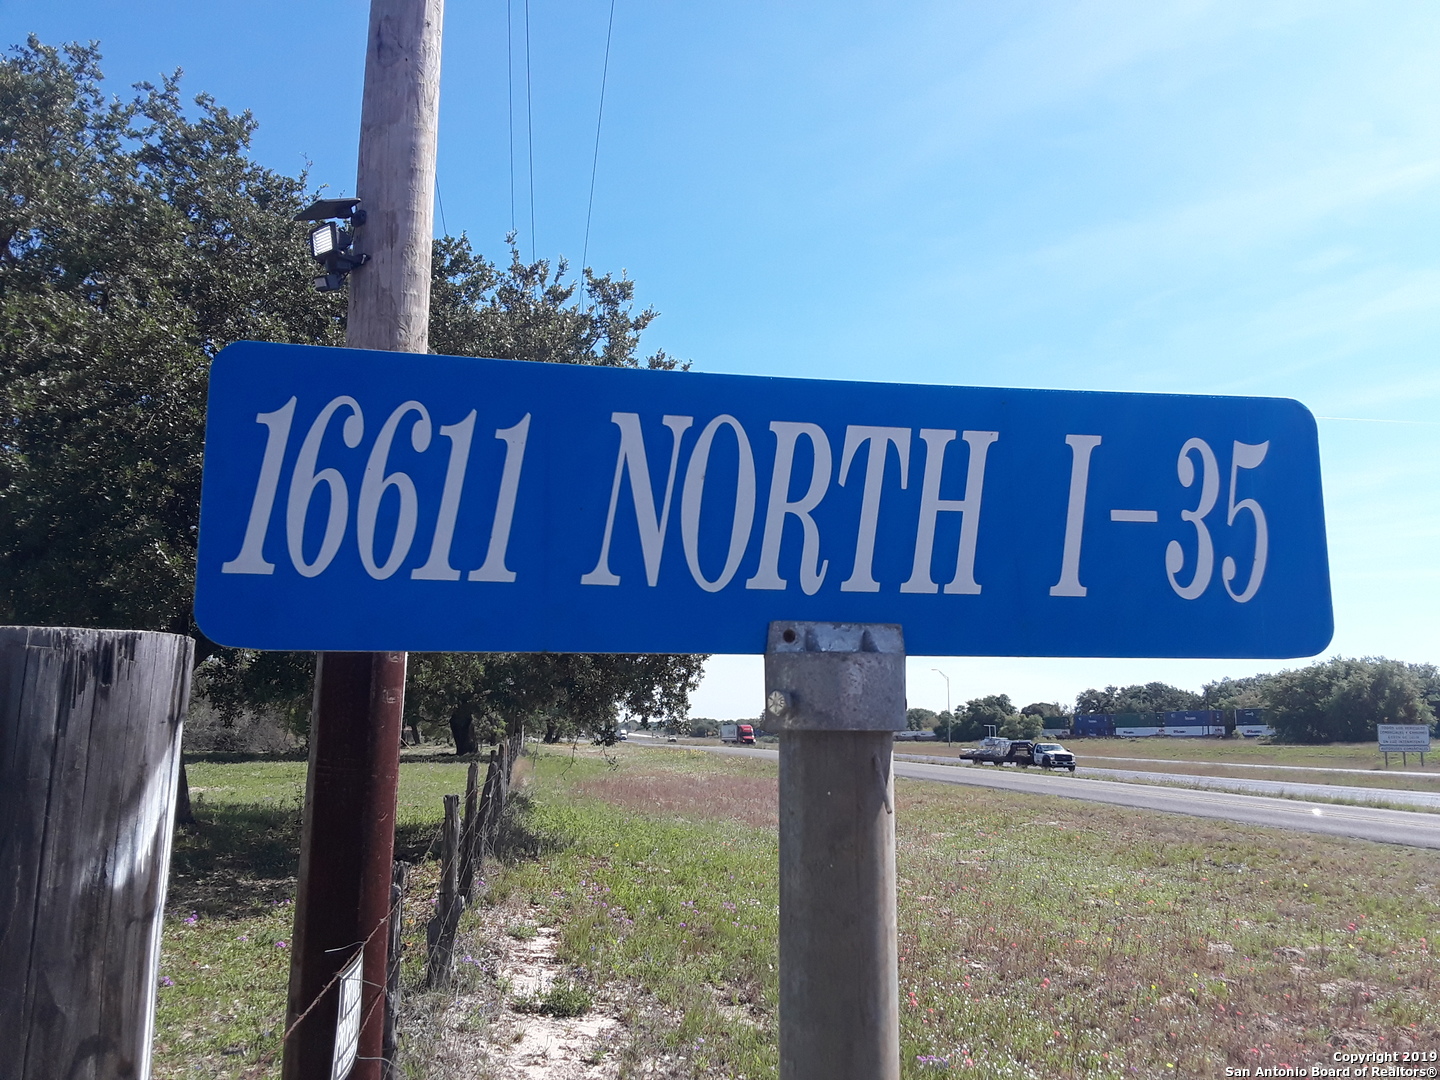 16611 NORTH I-35
Copyright 2019
San Antonio Board of Realtors®